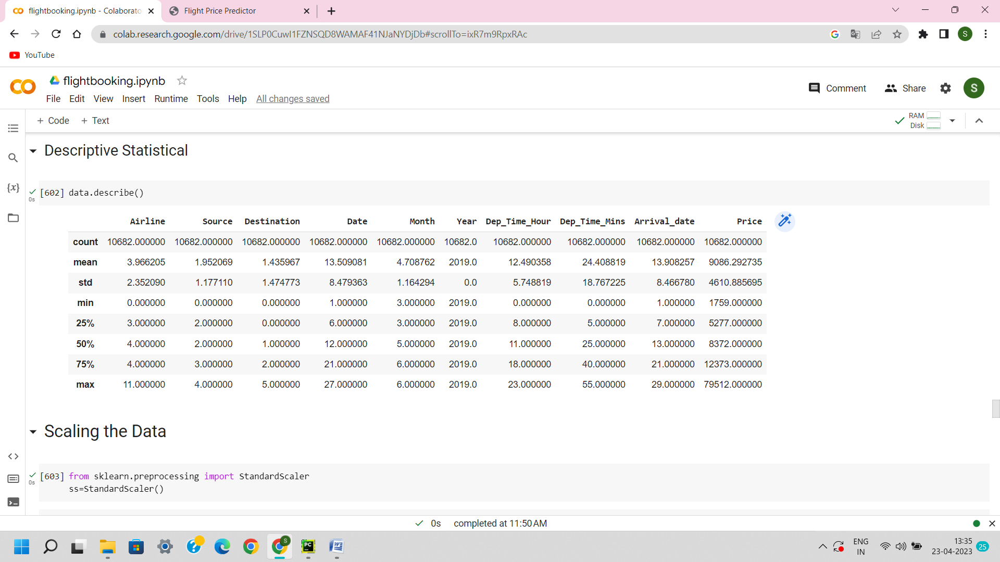 flightbooking.ipynb - Colaborato
Flight Price Predictor
colab.research.google.com/drive/1SLP0CuwI1FZNSQD8WAMAF41NJaNYDjDb#scrollTo=ixR7m9RpxRAc
S
YouTube
flightbooking.ipynb
File Edit View Insert Runtime Tools Help All changes saved
Comment Share S
+ Code + Text
RAM
Disk
Descriptive Statistical
{x}
[602] data.describe()
0s
Airline Source Destination Date Month Year Dep_Time_Hour Dep_Time_Mins Arrival_date Price
count 10682.000000 10682.000000 10682.000000 10682.000000 10682.000000 10682.0 10682.000000 10682.000000 10682.000000 10682.000000
mean 3.966205 1.952069 1.435967 13.509081 4.708762 2019.0 12.490358 24.408819 13.908257 9086.292735
std 2.352090 1.177110 1.474773 8.479363 1.164294 0.0 5.748819 18.767225 8.466780 4610.885695
min 0.000000 0.000000 0.000000 1.000000 3.000000 2019.0 0.000000 0.000000 1.000000 1759.000000
25% 3.000000 2.000000 0.000000 6.000000 3.000000 2019.0 8.000000 5.000000 7.000000 5277.000000
50% 4.000000 2.000000 1.000000 12.000000 5.000000 2019.0 11.000000 25.000000 13.000000 8372.000000
75% 4.000000 3.000000 2.000000 21.000000 6.000000 2019.0 18.000000 40.000000 21.000000 12373.000000
max 11.000000 4.000000 5.000000 27.000000 6.000000 2019.0 23.000000 55.000000 29.000000 79512.000000
Scaling the Data
[603] from sklearn.preprocessing import StandardScaler
0s
ss=StandardScaler()
0s completed at 11:50 AM
S
PC
ENG
IN
13:35
23-04-2023
25